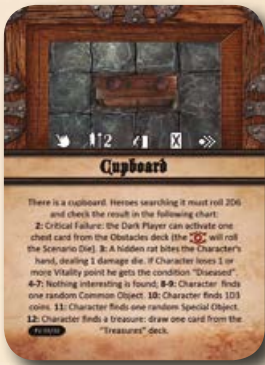 2
X
Cupboard
There is a cupboard. Heroes searching it must roll 2D6
and check the result in the following chart:
2: Critical Failure: the Dark Player can activate one
chest card from the Obstacles deck (the will roll
the Scenario Die). 3: A hidden rat bites the Character's
hand, dealing 1 damage die. If Character loses 1 or
more Vitality point he gets the condition "Diseased".
4-7: Nothing interesting is found; 8-9: Character finds
one random Common Object. 10: Character finds 1D3
coins. 11: Character finds one random Special Object.
12: Character finds a treasure: draw one card from the
"Treasures" deck.